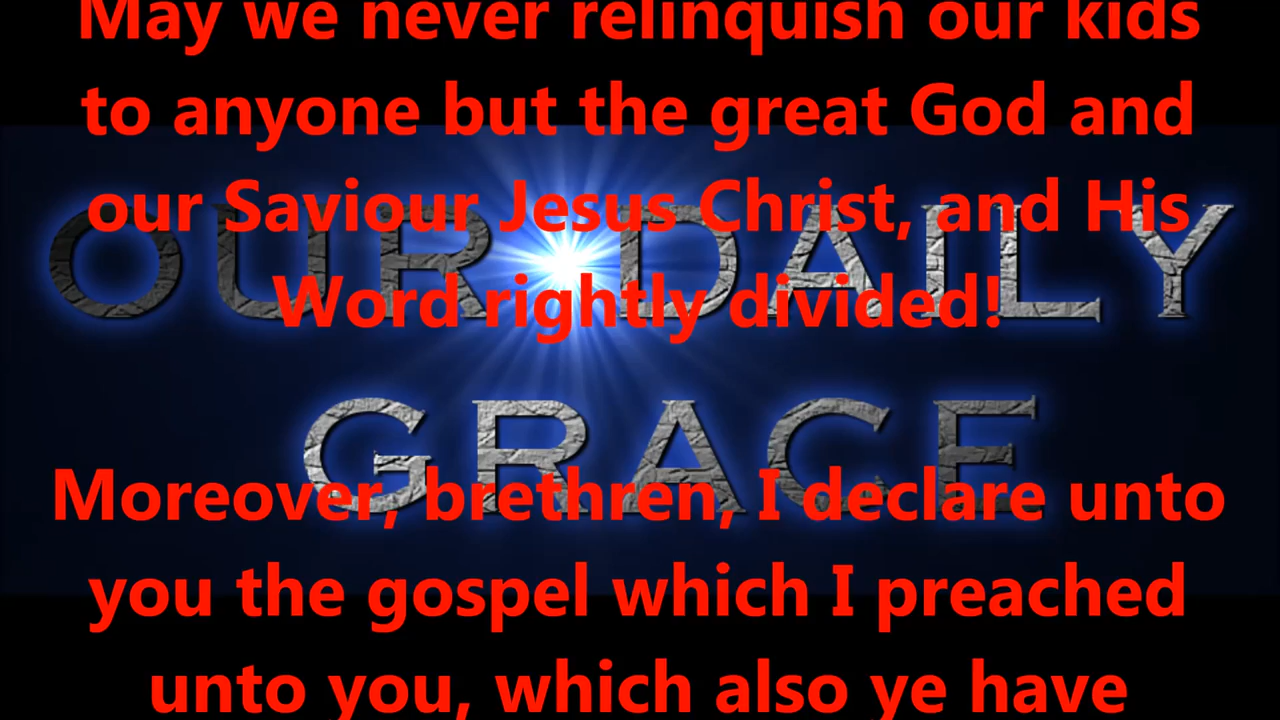 May we never relinquish our kids
to anyone but the great God and
our Saviour Jesus Christ, and His
Word rightly divided!
OUR DAILY
GRACE
Moreover, brethren, I declare unto
you the gospel which I preached
unto you, which also ye have